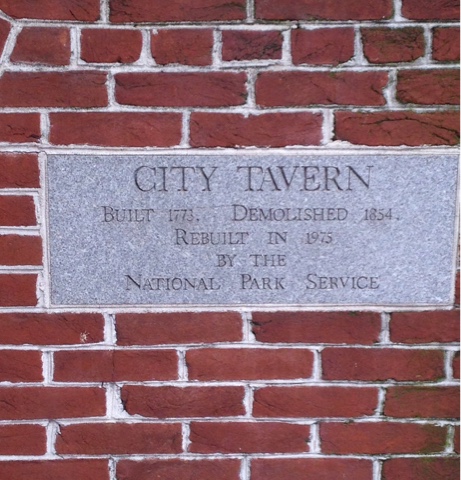 CITY TAVERN
BUILT 1773. DEMOLISHED 1854.
REBUILT IN 1975
BY THE
NATIONAL PARK SERVICE